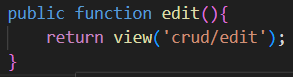 public function edit(){
    return view('crud/edit');
}